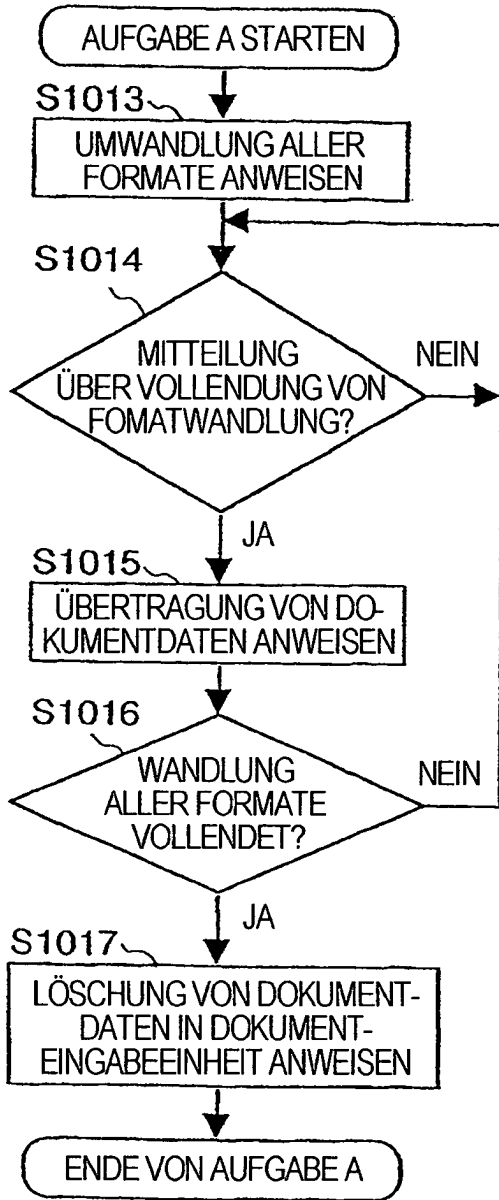 AUFGABE A STARTEN
S1013
UMWANDLUNG ALLER
FORMATE ANWEISEN
S1014
MITTEILUNG
ÜBER VOLLENDUNG VON
FOMATWANDLUNG?
NEIN
JA
S1015
ÜBERTRAGUNG VON DO-
KUMENTDATEN ANWEISEN
S1016
WANDLUNG
ALLER FORMATE
VOLLENDET?
NEIN
JA
S1017
LÖSCHUNG VON DOKUMENT-
DATEN IN DOKUMENT-
EINGABEEINHEIT ANWEISEN
ENDE VON AUFGABE A